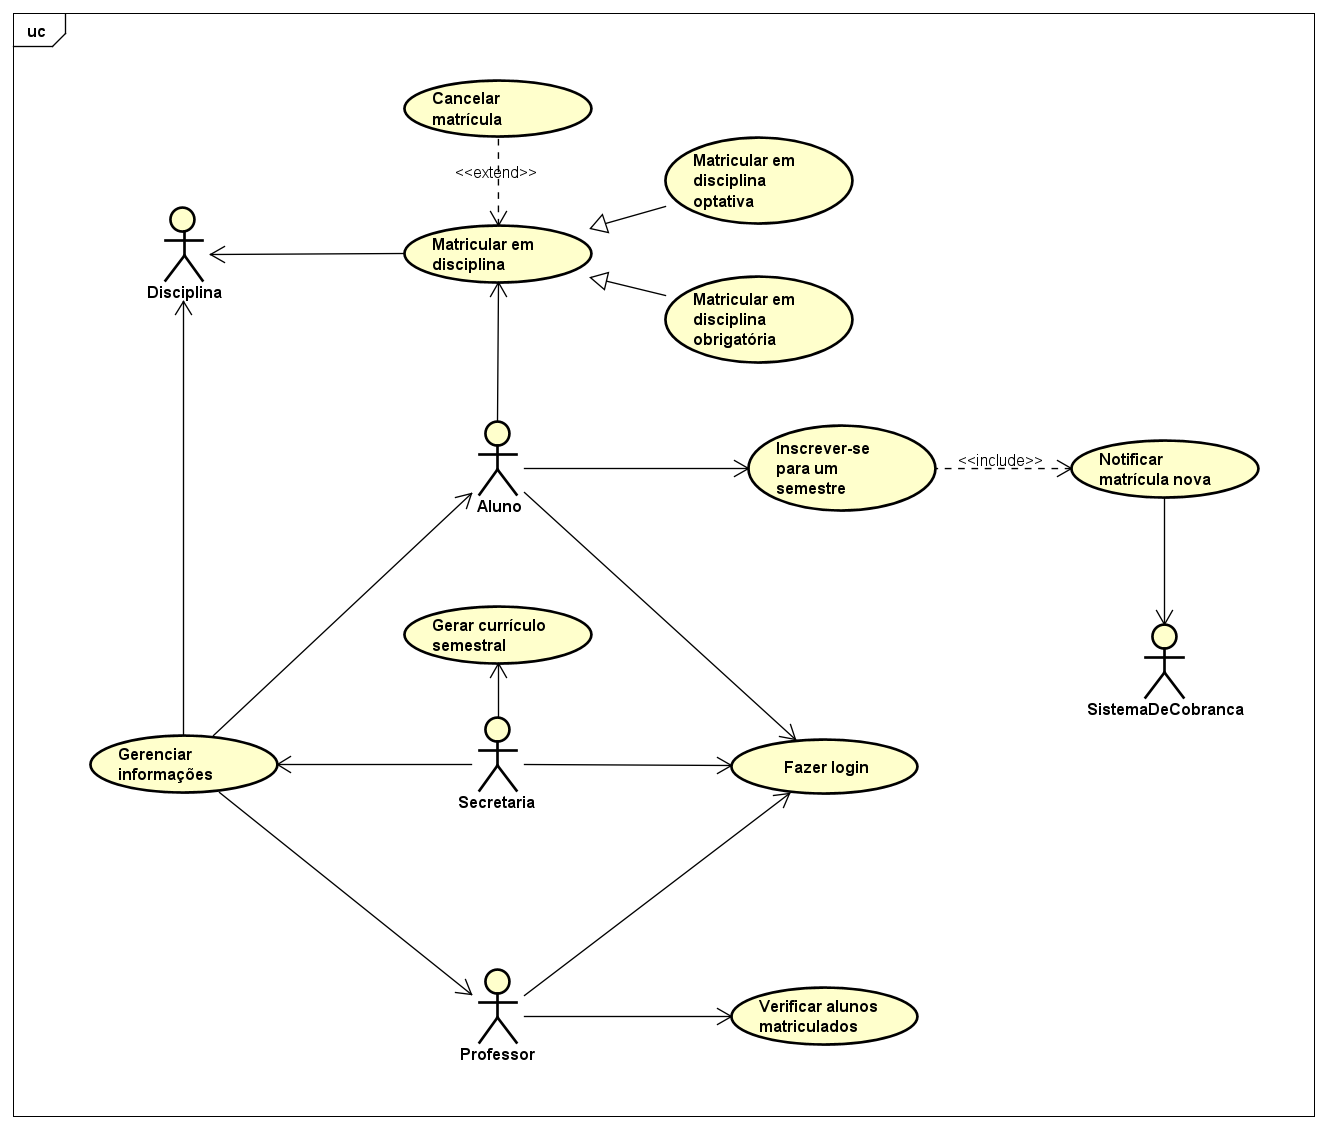 uc
Cancelar
matrícula
<<extend>>
Matricular em
disciplina
optativa
Matricular em
disciplina
Disciplina
Matricular em
disciplina
obrigatória
Inscrever-se
para um
semestre
<<include>>
Notificar
matrícula nova
Aluno
Gerar currículo
semestral
SistemaDeCobranca
Gerenciar
informações
Secretaria
Fazer login
Verificar alunos
matriculados
Professor